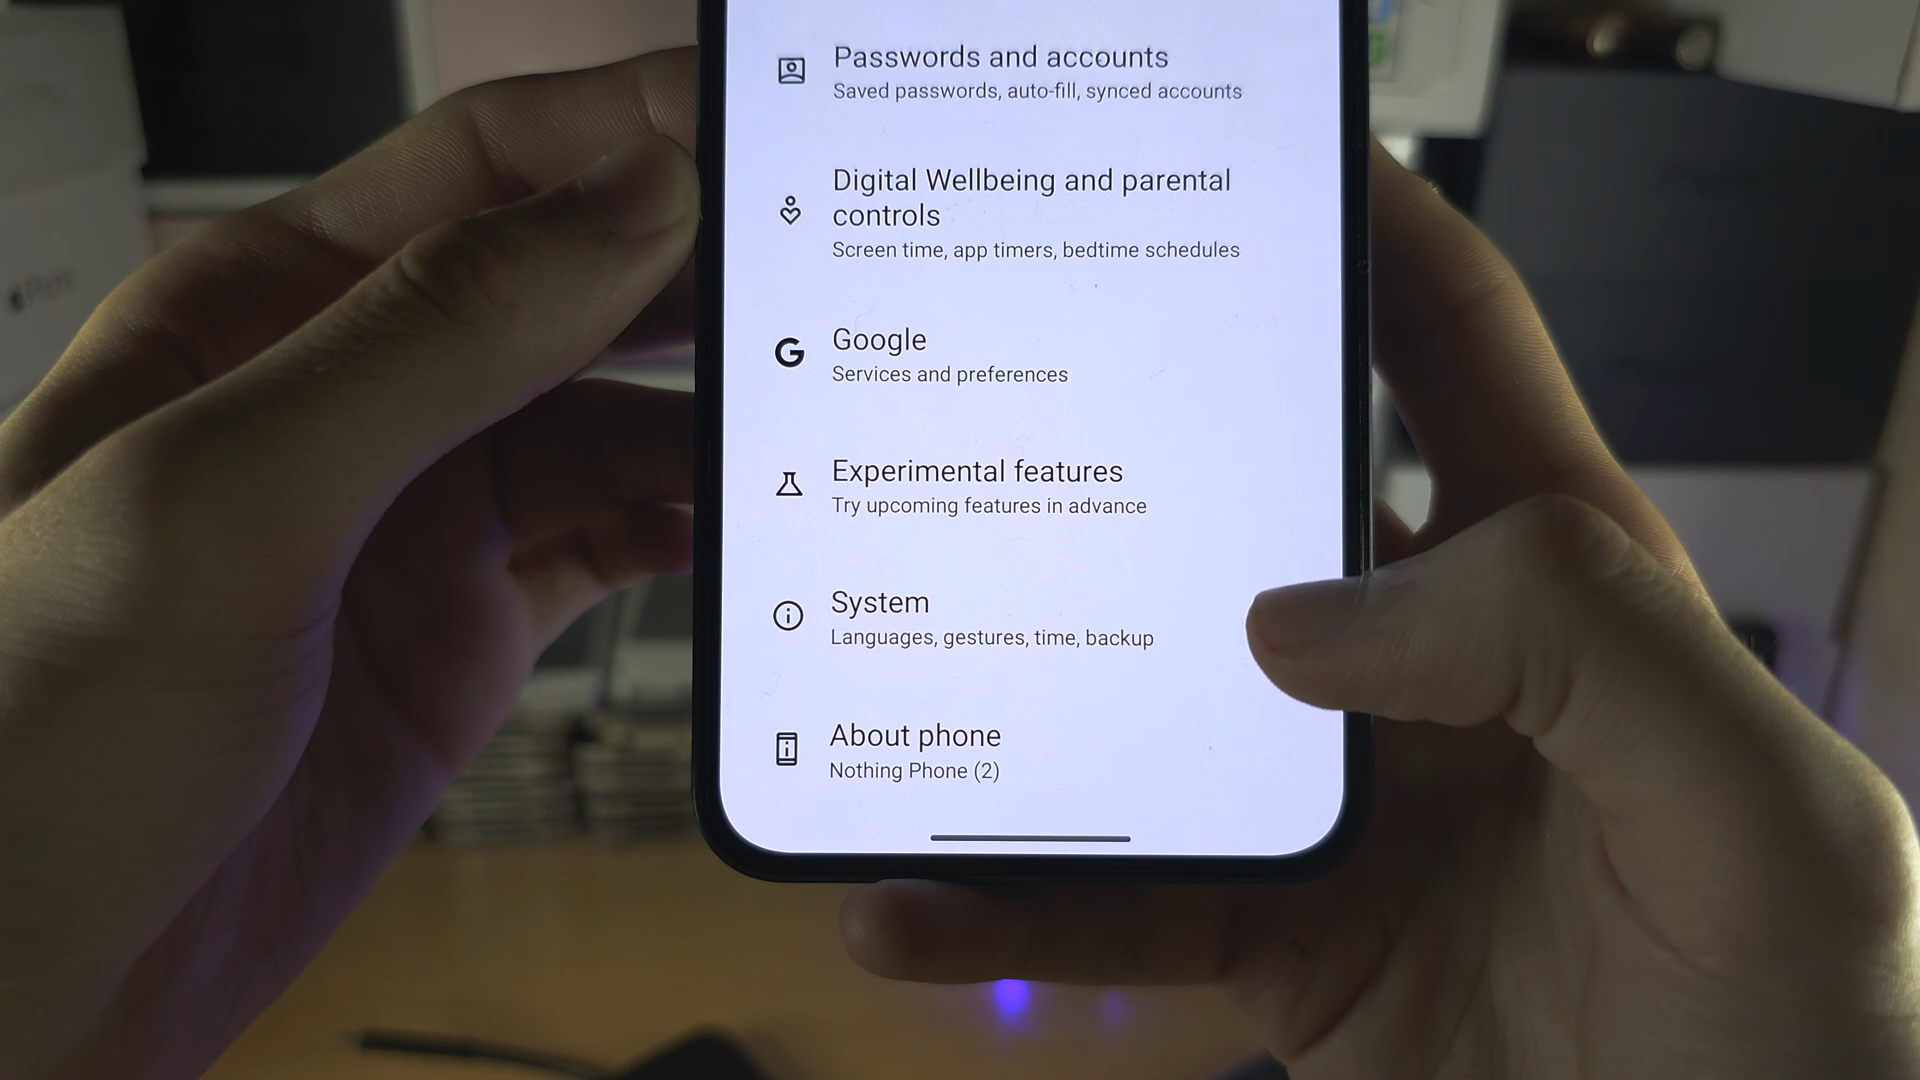 Passwords and accounts
Saved passwords, auto-fill, synced accounts
Digital Wellbeing and parental
controls
Screen time, app timers, bedtime schedules
Google
Services and preferences
Experimental features
Try upcoming features in advance
System
Languages, gestures, time, backup
About phone
Nothing Phone (2)